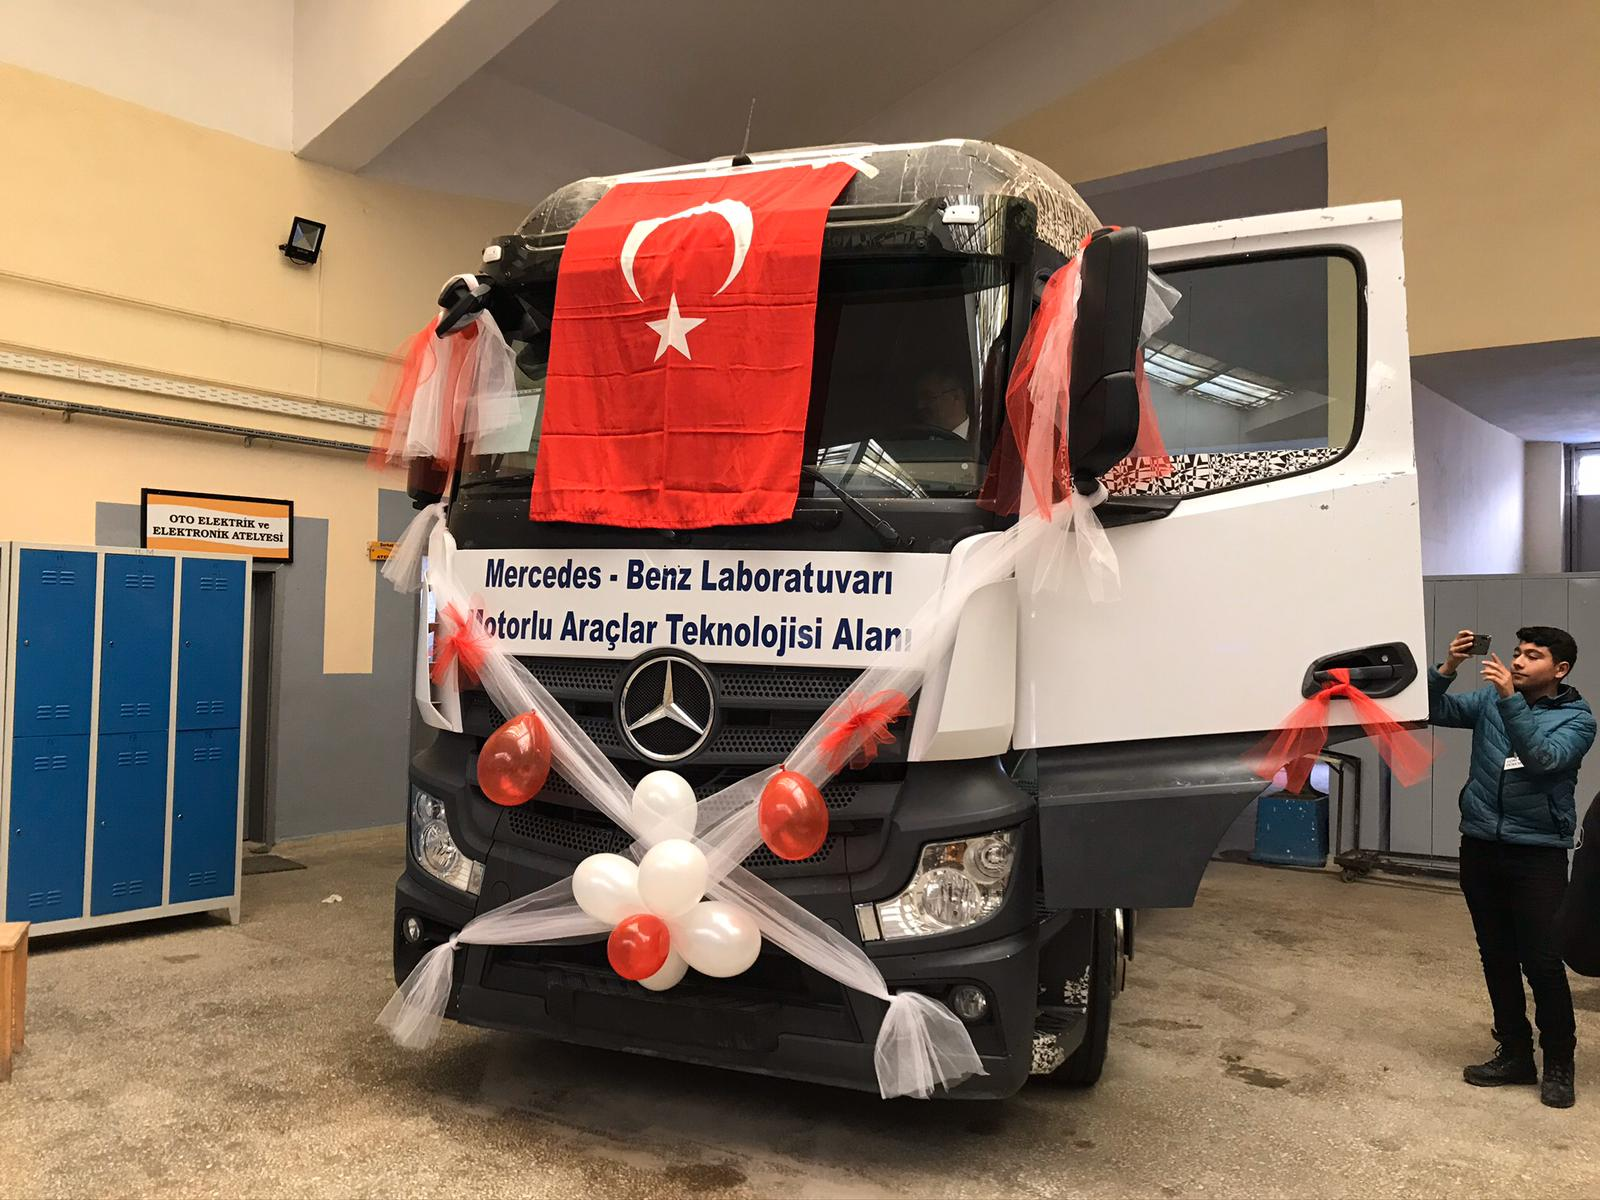 OTO ELEKTRİK ve
ELEKTRONİK ATELYESİ
Mercedes - Benz Laboratuvarı
Motorlu Araçlar Teknolojisi Alanı